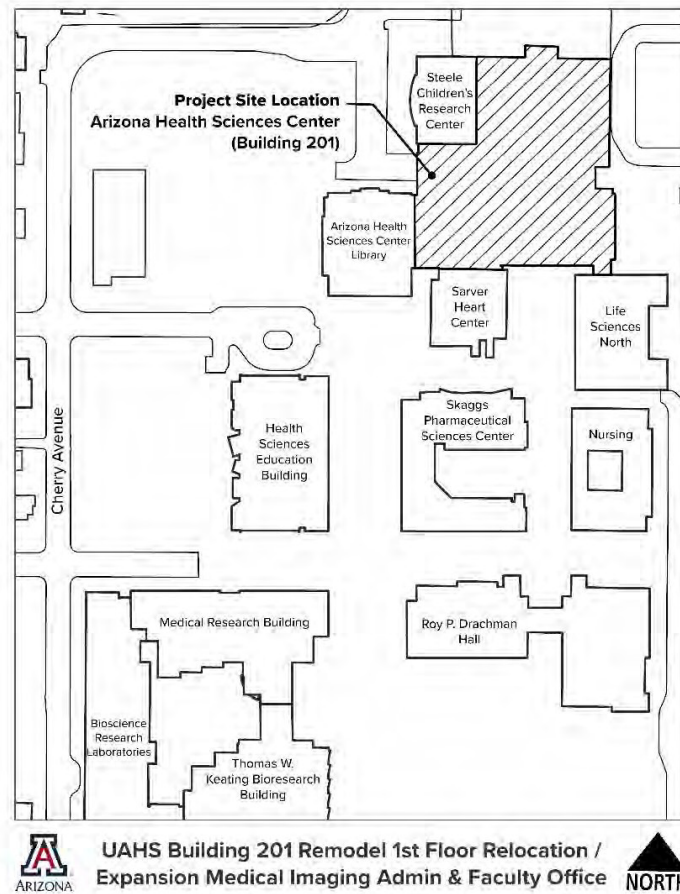 Steele
Children's
Research
Center
Project Site Location
Arizona Health Sciences Center
(Building 201)
Arizona Health
Sciences Center
Library
Sarver
Heart
Center
Life
Sciences
North
Cherry Avenue
Health
Sciences
Education
Building
Skaggs
Pharmaceutical
Sciences Center
Nursing
Medical Research Building
Roy P. Drachman
Hall
Bioscience
Research
Laboratories
Thomas W.
Keating Bioresearch
Building
A
ARIZONA
UAHS Building 201 Remodel 1st Floor Relocation /
Expansion Medical Imaging Admin & Faculty Office
NORTH